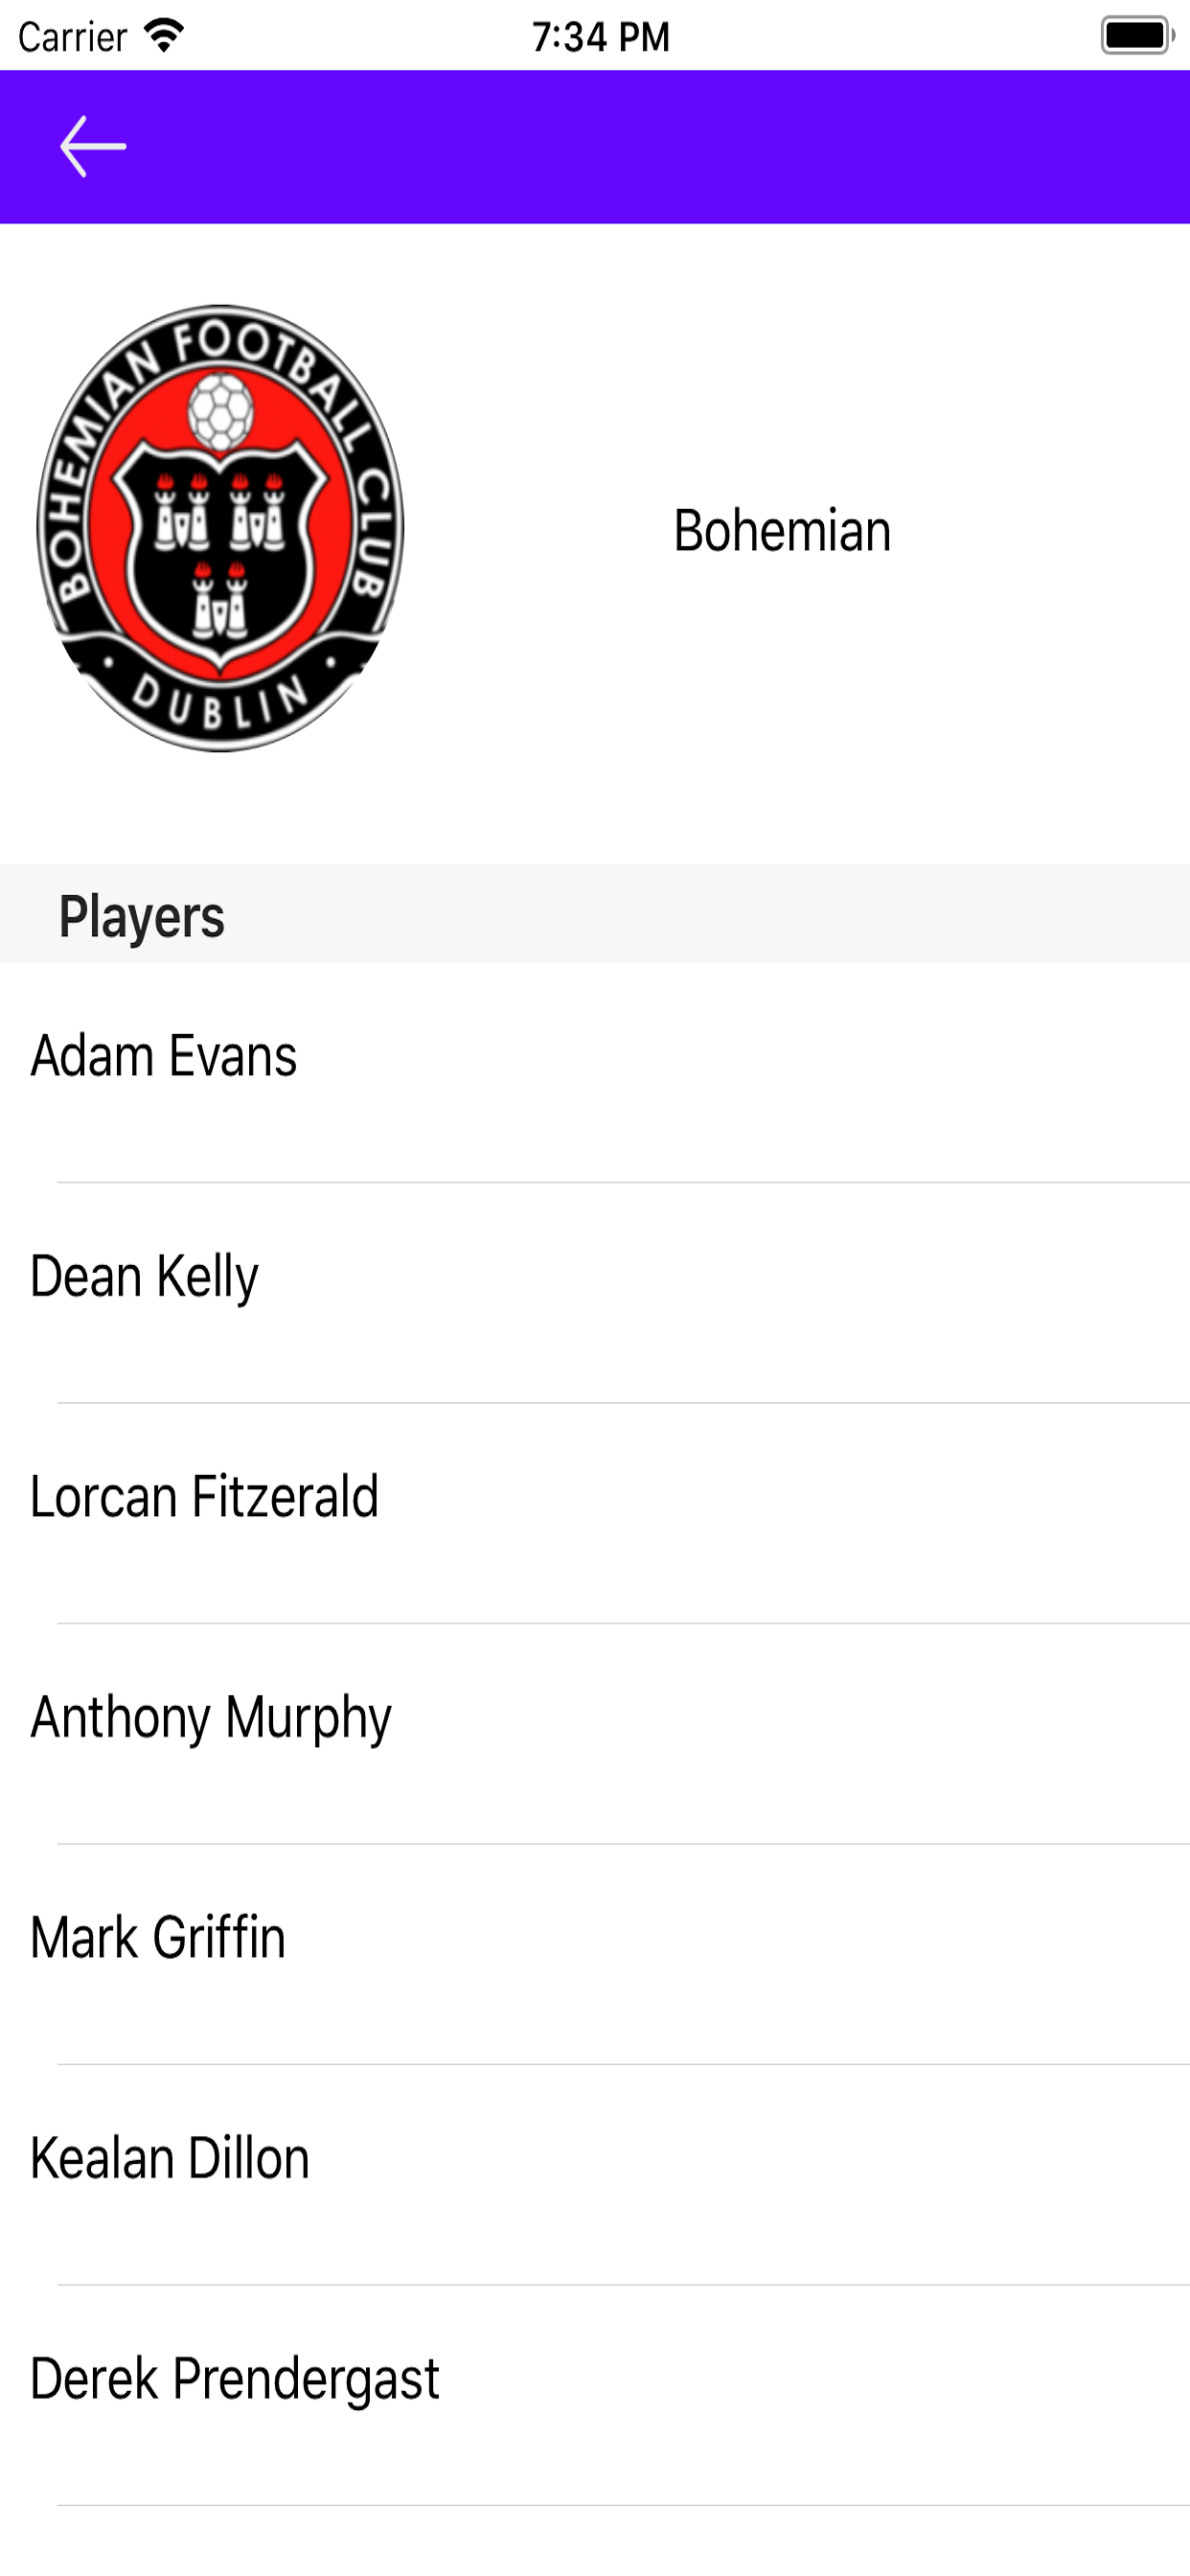 Carrier 7:34 PM
BOHEMIAN FOOTBALL CLUB
DUBLIN
Bohemian
Players
Adam Evans
Dean Kelly
Lorcan Fitzerald
Anthony Murphy
Mark Griffin
Kealan Dillon
Derek Prendergast